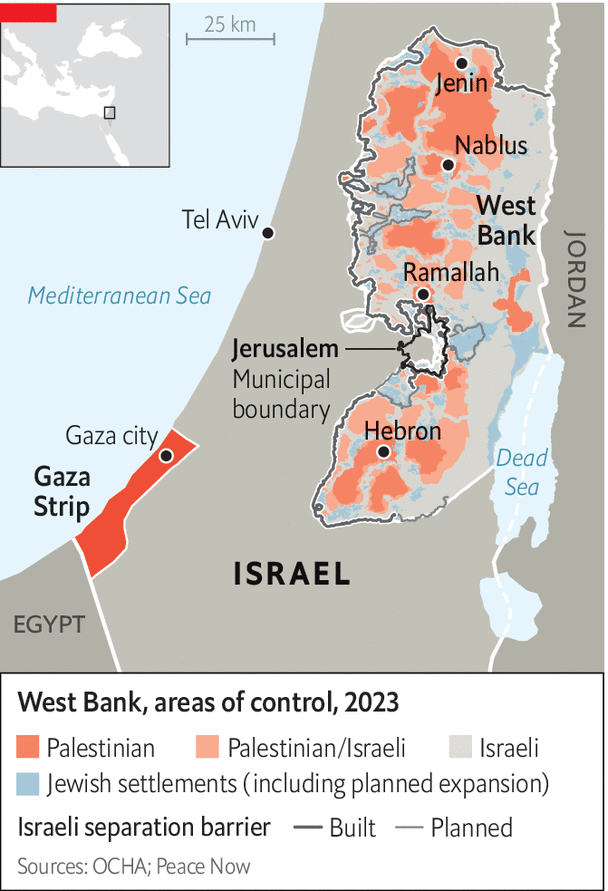 25 km
Jenin
Nablus
Tel Aviv
West
Bank
JORDAN
Mediterranean Sea
Ramallah
Jerusalem
Municipal
boundary
Gaza city
Hebron
Gaza
Strip
Dead
Sea
ISRAEL
EGYPT
West Bank, areas of control, 2023
Palestinian Palestinian/Israeli Israeli
Jewish settlements (including planned expansion)
Israeli separation barrier Built Planned
Sources: OCHA; Peace Now